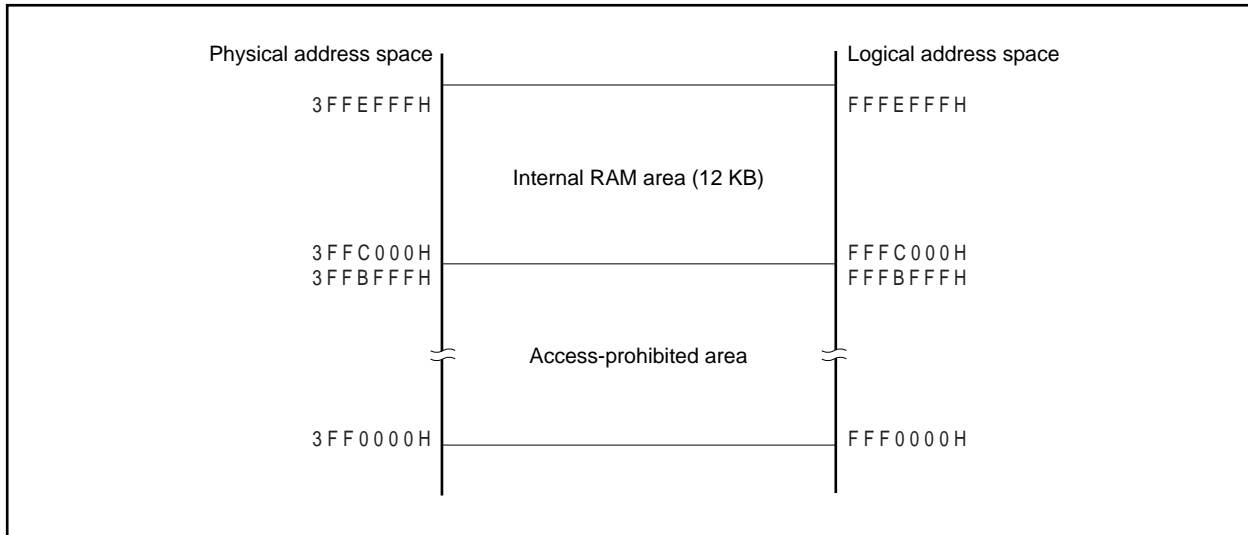 Physical address space Logical address space
3FFEFFFH FFFEFFFH
Internal RAM area (12 KB)
3FFC000H FFFC000H
3FFBFFFH FFFBFFFH
Access-prohibited area
3FF0000H FFF0000H